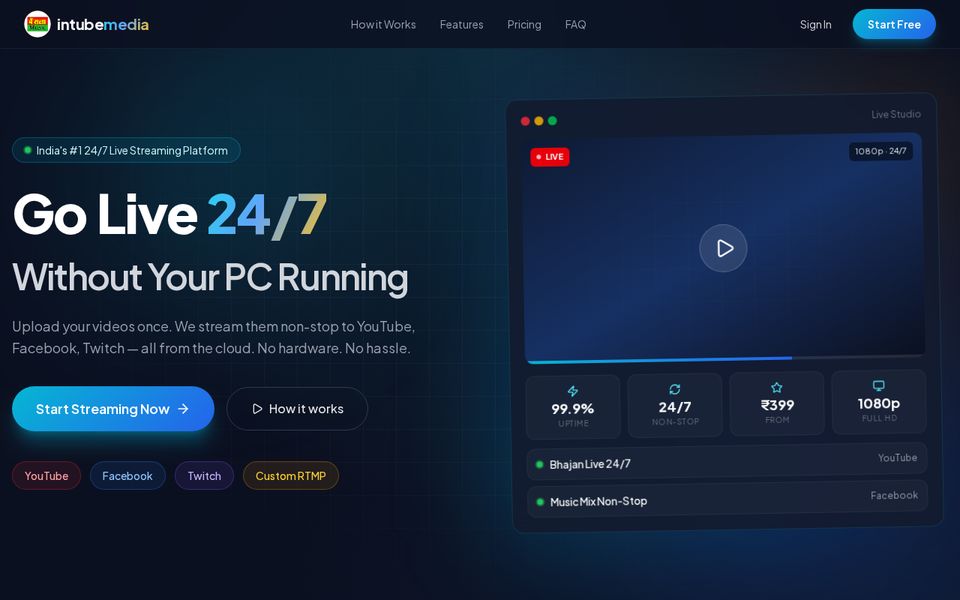 intubemedia
How it Works
Features
Pricing
FAQ
Sign In
Start Free
India's #1 24/7 Live Streaming Platform
Go Live 24/7
Without Your PC Running
Upload your videos once. We stream them non-stop to YouTube,
Facebook, Twitch — all from the cloud. No hardware. No hassle.
Start Streaming Now
How it works
YouTube
Facebook
Twitch
Custom RTMP
Live Studio
LIVE
1080p · 24/7
99.9%
UPTIME
24/7
NON-STOP
₹399
FROM
1080p
FULL HD
Bhajan Live 24/7
YouTube
Music Mix Non-Stop
Facebook